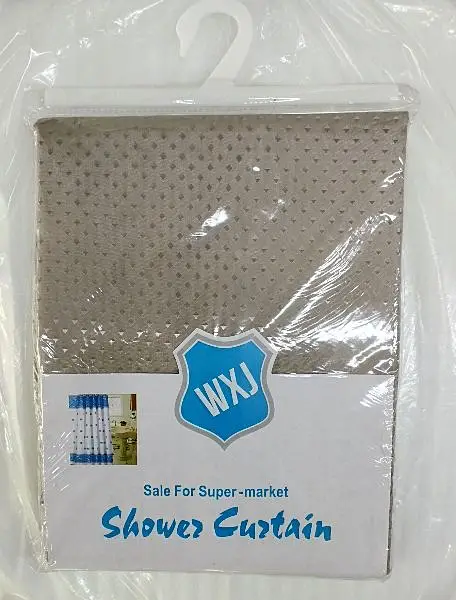 WXJ
Sale For Super-market
Shower Curtain